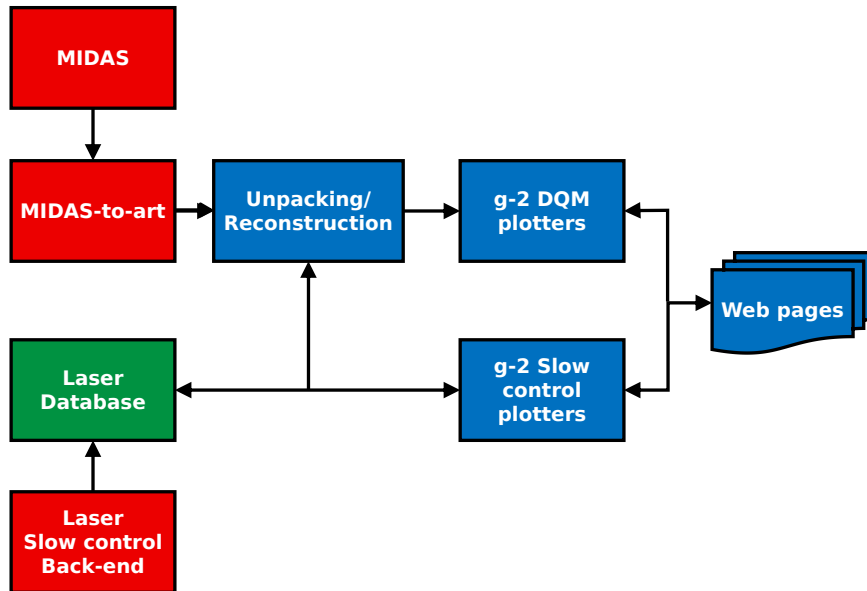 MIDAS
MIDAS-to-art
Unpacking/
Reconstruction
g-2 DQM
plotters
Web pages
Laser
Database
g-2 Slow
control
plotters
Laser
Slow control
Back-end